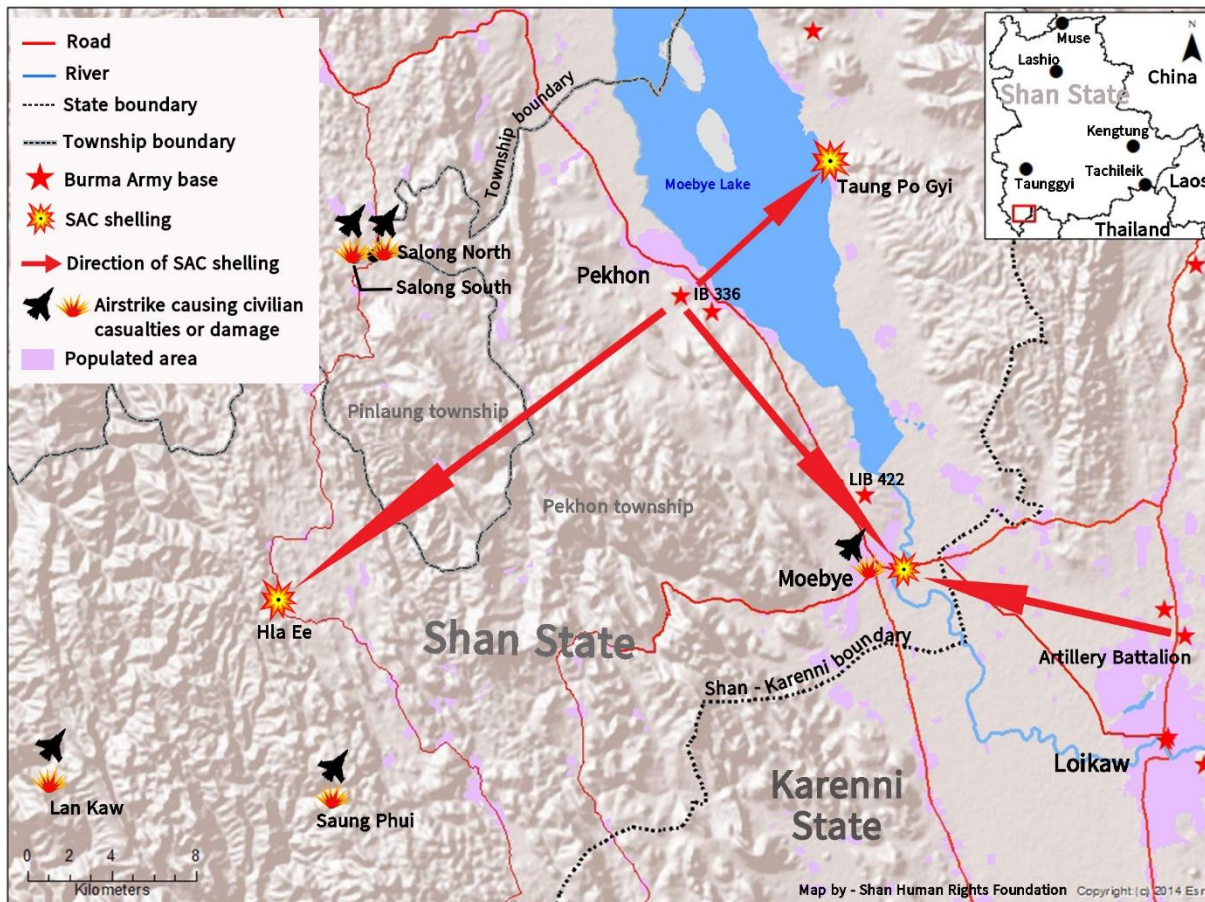 Road
River
State boundary
Township boundary
Burma Army base
SAC shelling
Direction of SAC shelling
Airstrike causing civilian
casualties or damage
Populated area
N
Muse
Lashio
China
Shan State
Kengtung
Taunggyi
Tachileik
Laos
Thailand
Township boundary
Moebye Lake
Taung Po Gyi
Salong North
Salong South
Pekhon
IB 336
Pinlaung township
LIB 422
Pekhon township
Moebye
Hla Ee
Shan State
Shan - Karenni boundary
Artillery Battalion
Loikaw
Karenni
State
Lan Kaw
Saung Phui
0 2 4 8
Kilometers
Map by - Shan Human Rights Foundation
Copyright:(c) 2014 Esr